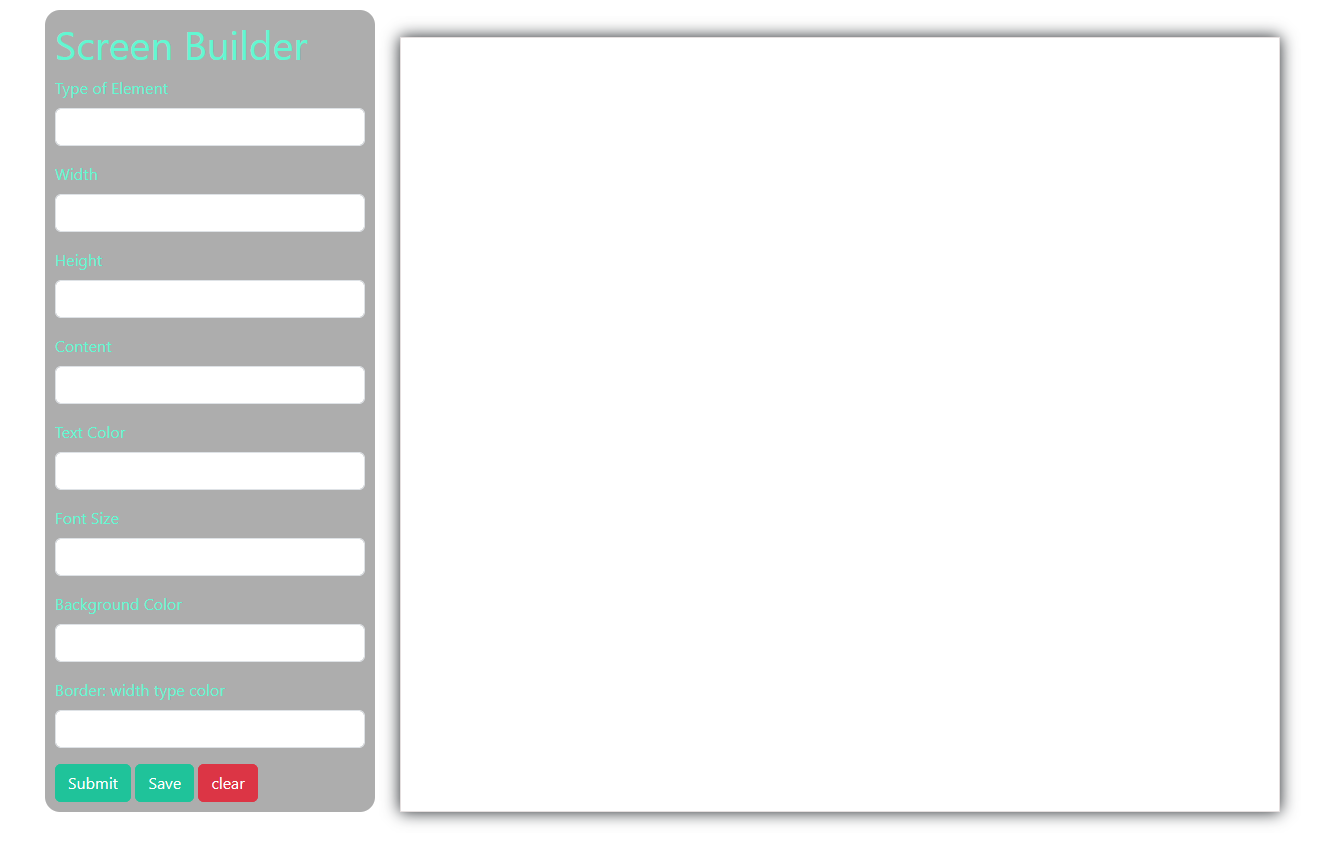 Screen Builder
Type of Element
Width
Height
Content
Text Color
Font Size
Background Color
Border: width type color
Submit Save clear